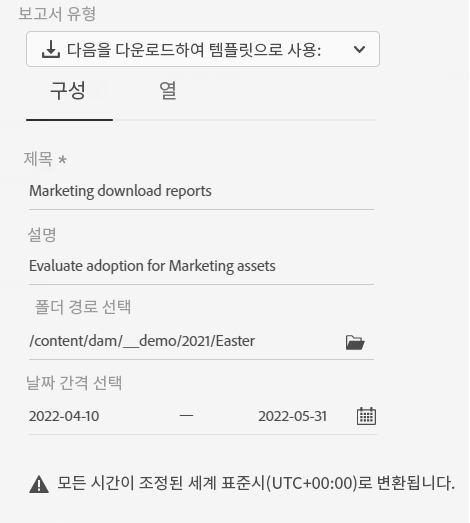 보고서 유형
다음을 다운로드하여 템플릿으로 사용:
구성 열
제목 *
Marketing download reports
설명
Evaluate adoption for Marketing assets
폴더 경로 선택
/content/dam/__demo/2021/Easter
날짜 간격 선택
2022-04-10 — 2022-05-31
모든 시간이 조정된 세계 표준시(UTC+00:00)로 변환됩니다.